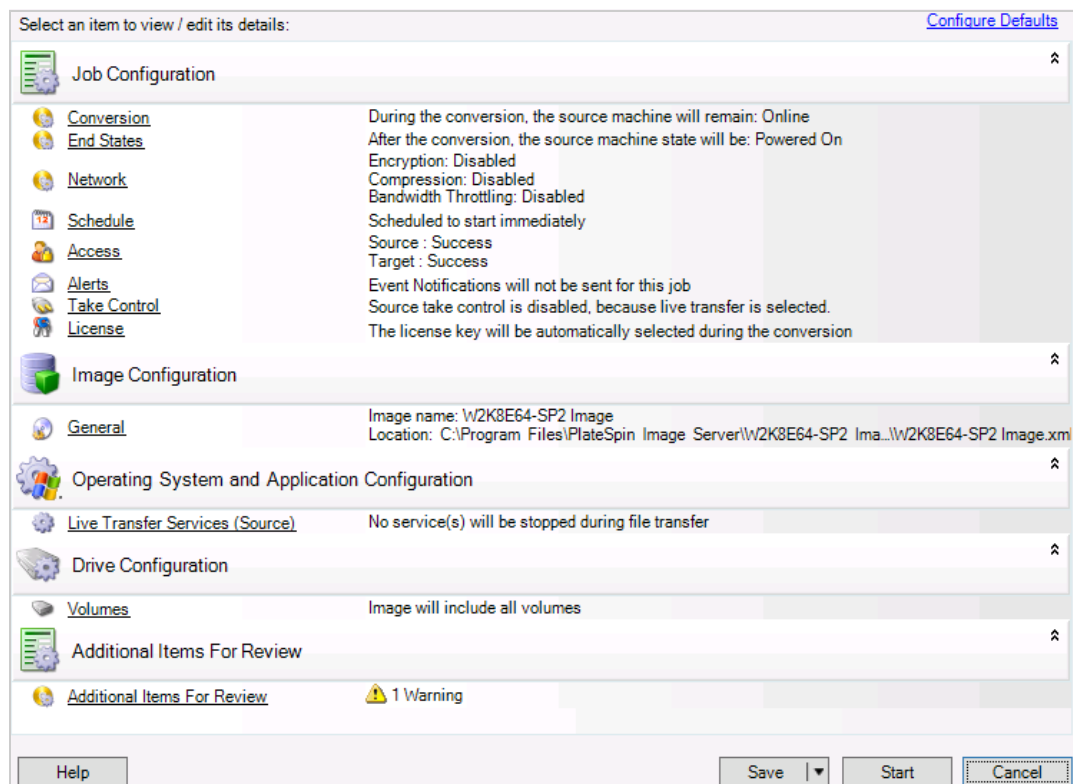 Select an item to view / edit its details:
Configure Defaults
Job Configuration
Conversion
During the conversion, the source machine will remain: Online
End States
After the conversion, the source machine state will be: Powered On
Network
Encryption: Disabled
Compression: Disabled
Bandwidth Throttling: Disabled
12
Schedule
Scheduled to start immediately
Access
Source : Success
Target : Success
Alerts
Event Notifications will not be sent for this job
Take Control
Source take control is disabled, because live transfer is selected.
License
The license key will be automatically selected during the conversion
Image Configuration
General
Image name: W2K8E64-SP2 Image
Location: C:\Program Files\PlateSpin Image Server\W2K8E64-SP2 Ima...\W2K8E64-SP2 Image.xm
Operating System and Application Configuration
Live Transfer Services (Source)
No service(s) will be stopped during file transfer
Drive Configuration
Volumes
Image will include all volumes
Additional Items For Review
Additional Items For Review
1 Warning
Help
Save
Start
Cancel